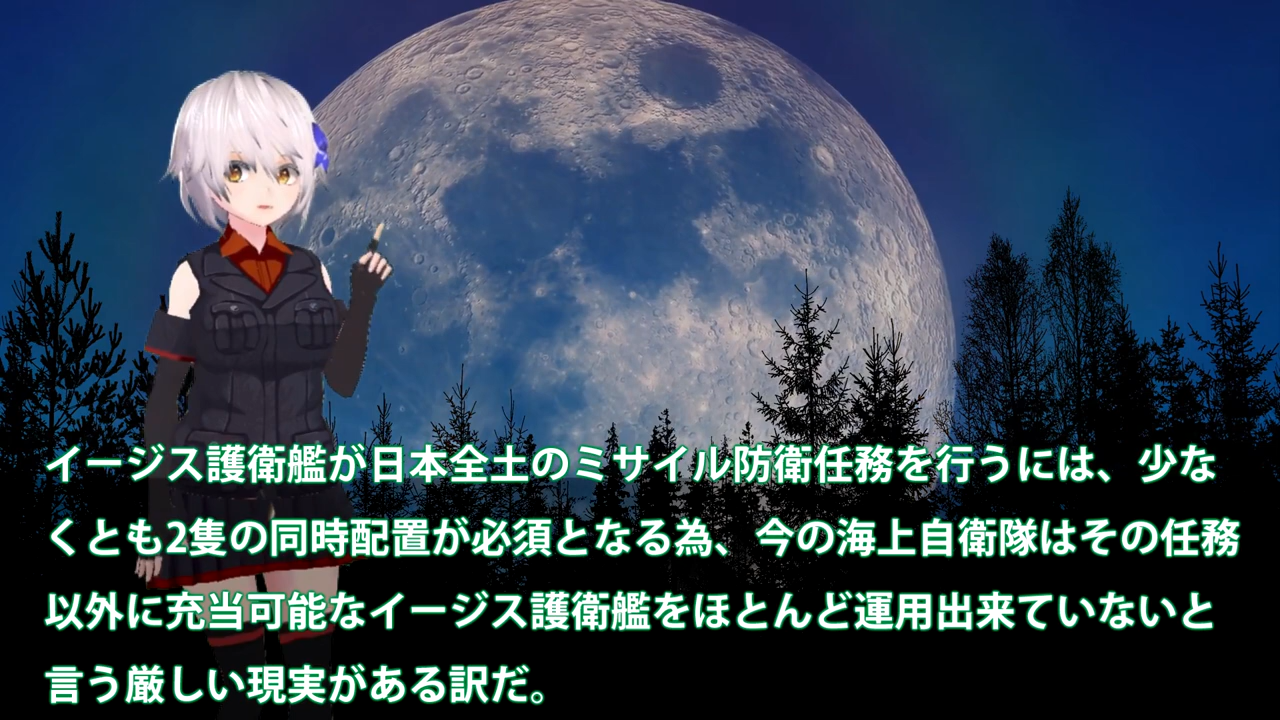 イージス護衛艦が日本全土のミサイル防衛任務を行うには、少な
くとも2隻の同時配置が必須となる為、今の海上自衛隊はその任務
以外に充当可能なイージス護衛艦をほとんど運用出来ていないと
言う厳しい現実がある訳だ。